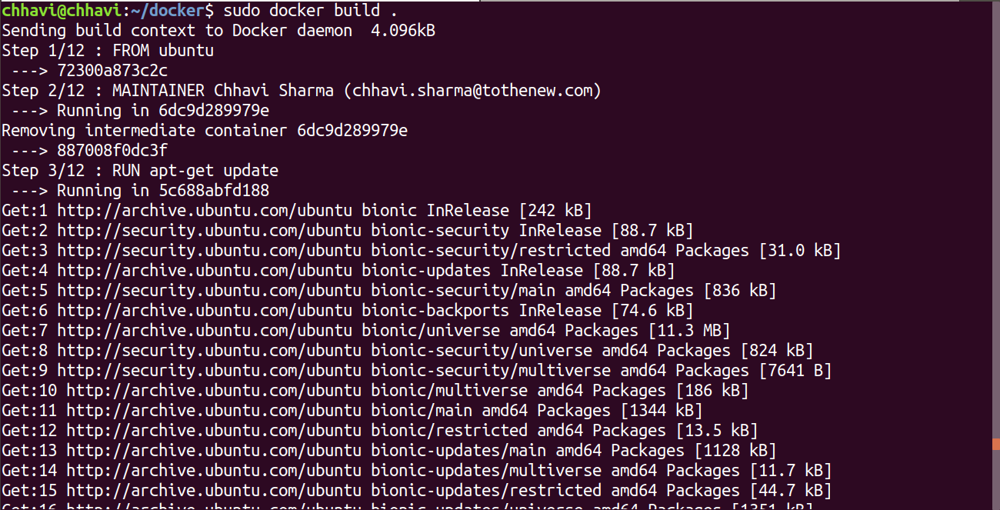 chhavi@chhavi:~/docker$ sudo docker build .
Sending build context to Docker daemon  4.096kB
Step 1/12 : FROM ubuntu
 ---> 72300a873c2c
Step 2/12 : MAINTAINER Chhavi Sharma (chhavi.sharma@tothenew.com)
 ---> Running in 6dc9d289979e
Removing intermediate container 6dc9d289979e
 ---> 887008f0dc3f
Step 3/12 : RUN apt-get update
 ---> Running in 5c688abfd188
Get:1 http://archive.ubuntu.com/ubuntu bionic InRelease [242 kB]
Get:2 http://security.ubuntu.com/ubuntu bionic-security InRelease [88.7 kB]
Get:3 http://security.ubuntu.com/ubuntu bionic-security/restricted amd64 Packages [31.0 kB]
Get:4 http://archive.ubuntu.com/ubuntu bionic-updates InRelease [88.7 kB]
Get:5 http://security.ubuntu.com/ubuntu bionic-security/main amd64 Packages [836 kB]
Get:6 http://archive.ubuntu.com/ubuntu bionic-backports InRelease [74.6 kB]
Get:7 http://archive.ubuntu.com/ubuntu bionic/universe amd64 Packages [11.3 MB]
Get:8 http://security.ubuntu.com/ubuntu bionic-security/universe amd64 Packages [824 kB]
Get:9 http://security.ubuntu.com/ubuntu bionic-security/multiverse amd64 Packages [7641 B]
Get:10 http://archive.ubuntu.com/ubuntu bionic/multiverse amd64 Packages [186 kB]
Get:11 http://archive.ubuntu.com/ubuntu bionic/main amd64 Packages [1344 kB]
Get:12 http://archive.ubuntu.com/ubuntu bionic/restricted amd64 Packages [13.5 kB]
Get:13 http://archive.ubuntu.com/ubuntu bionic-updates/main amd64 Packages [1128 kB]
Get:14 http://archive.ubuntu.com/ubuntu bionic-updates/multiverse amd64 Packages [11.7 kB]
Get:15 http://archive.ubuntu.com/ubuntu bionic-updates/restricted amd64 Packages [44.7 kB]
Get:16 http://archive.ubuntu.com/ubuntu bionic-updates/universe amd64 Packages [1351 kB]